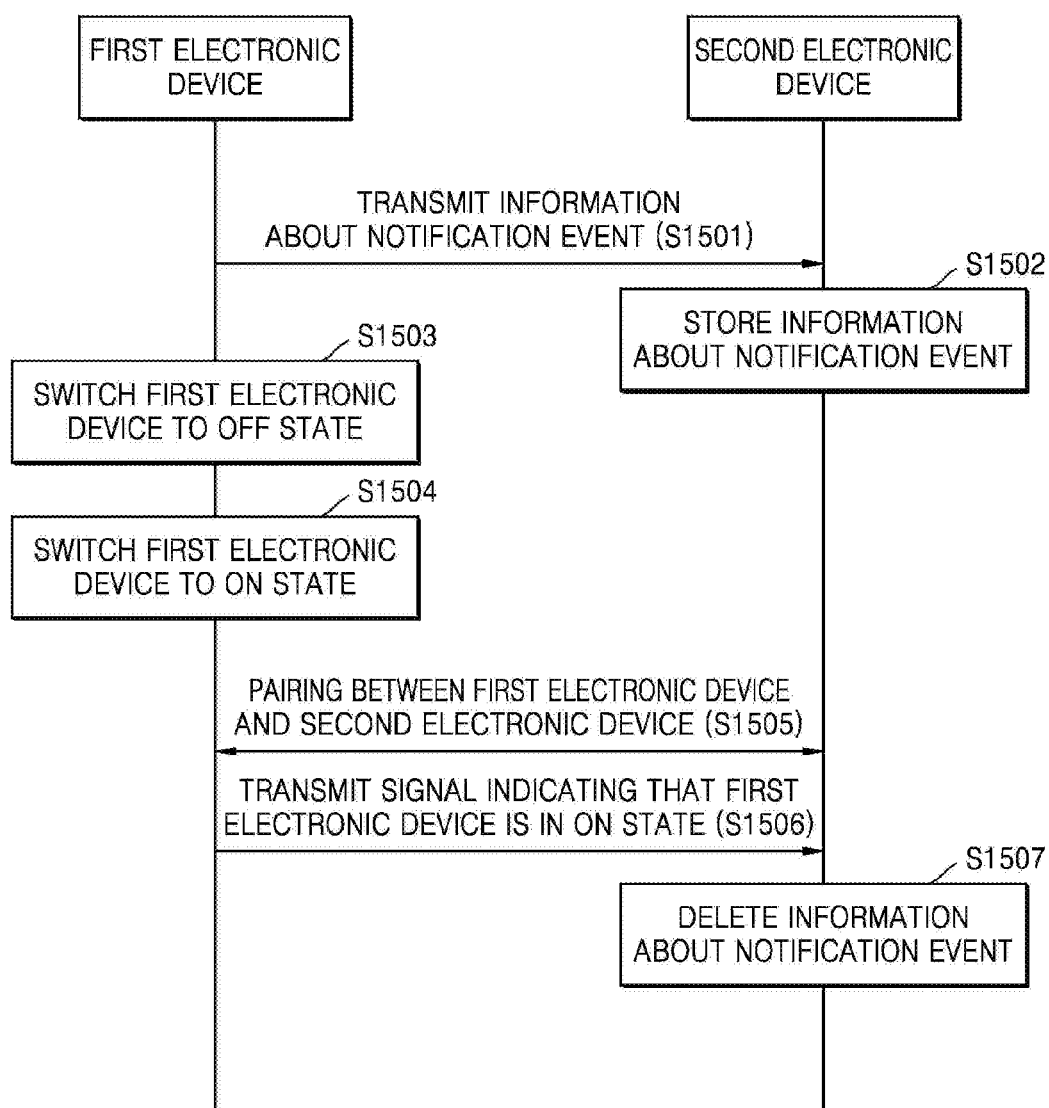 FIRST ELECTRONIC
DEVICE
SECOND ELECTRONIC
DEVICE
TRANSMIT INFORMATION
ABOUT NOTIFICATION EVENT (S1501)
S1502
STORE INFORMATION
ABOUT NOTIFICATION EVENT
S1503
SWITCH FIRST ELECTRONIC
DEVICE TO OFF STATE
S1504
SWITCH FIRST ELECTRONIC
DEVICE TO ON STATE
PAIRING BETWEEN FIRST ELECTRONIC DEVICE
AND SECOND ELECTRONIC DEVICE (S1505)
TRANSMIT SIGNAL INDICATING THAT FIRST
ELECTRONIC DEVICE IS IN ON STATE (S1506)
S1507
DELETE INFORMATION
ABOUT NOTIFICATION EVENT